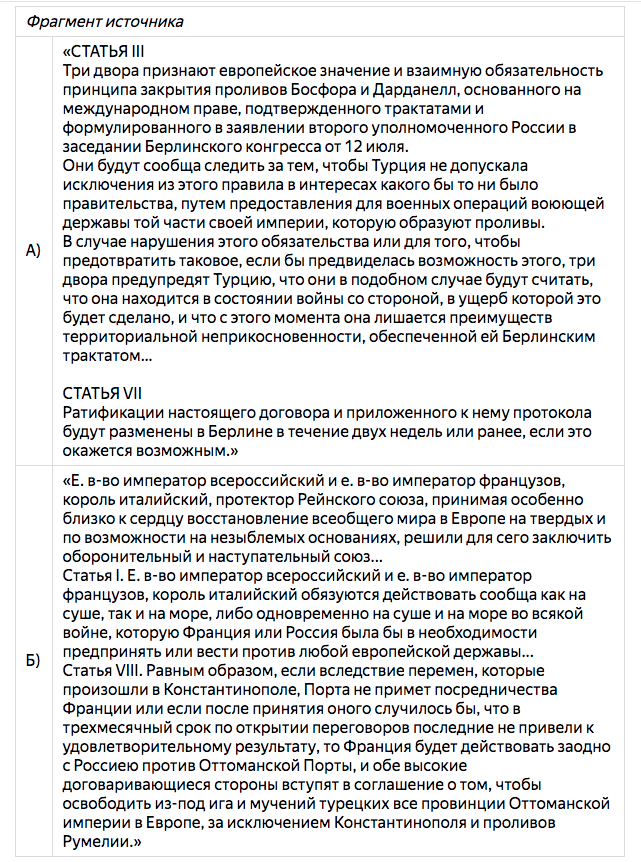 Фрагмент источника
А)
«СТАТЬЯ III
Три двора признают европейское значение и взаимную обязательность
принципа закрытия проливов Босфора и Дарданелл, основанного на
международном праве, подтвержденного трактатами и
формулированного в заявлении второго уполномоченного России в
заседании Берлинского конгресса от 12 июля.
Они будут сообща следить за тем, чтобы Турция не допускала
исключения из этого правила в интересах какого бы то ни было
правительства, путем предоставления для военных операций воюющей
державы той части своей империи, которую образуют проливы.
В случае нарушения этого обязательства или для того, чтобы
предотвратить таковое, если бы предвиделась возможность этого, три
двора предупредят Турцию, что они в подобном случае будут считать,
что она находится в состоянии войны со стороной, в ущерб которой это
будет сделано, и что с этого момента она лишается преимуществ
территориальной неприкосновенности, обеспеченной ей Берлинским
трактатом...
СТАТЬЯ VII
Ратификации настоящего договора и приложенного к нему протокола
будут разменены в Берлине в течение двух недель или ранее, если это
окажется возможным.»
Б)
«Е. в-во император всероссийский и е. в-во император французов,
король италийский, протектор Рейнского союза, принимая особенно
близко к сердцу восстановление всеобщего мира в Европе на твердых и
по возможности на незыблемых основаниях, решили для сего заключить
оборонительный и наступательный союз...
Статья I. Е. в-во император всероссийский и е. в-во император
французов, король италийский обязуются действовать сообща как на
суше, так и на море, либо одновременно на суше и на море во всякой
войне, которую Франция или Россия была бы в необходимости
предпринять или вести против любой европейской державы...
Статья VIII. Равным образом, если вследствие перемен, которые
произошли в Константинополе, Порта не примет посредничества
Франции или если после принятия оного случилось бы, что в
трехмесячный срок по открытии переговоров последние не привели к
удовлетворительному результату, то Франция будет действовать заодно
с Россиею против Оттоманской Порты, и обе высокие
договаривающиеся стороны вступят в соглашение о том, чтобы
освободить из-под ига и мучений турецких все провинции Оттоманской
империи в Европе, за исключением Константинополя и проливов
Румелии.»